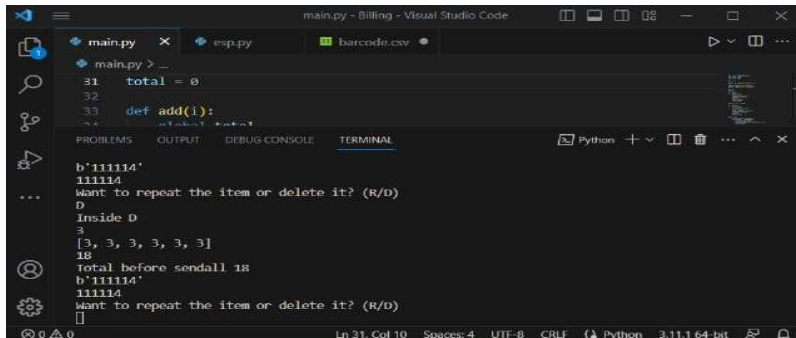 main.py - Billing - Visual Studio Code
main.py esp.py barcode.csv
main.py > ...
31 total = 0
32
33 def add(i):
34 global total
PROBLEMS OUTPUT DEBUG CONSOLE TERMINAL Python
b'111114'
111114
Want to repeat the item or delete it? (R/D)
D
Inside D
3
[3, 3, 3, 3, 3, 3]
18
Total before sendall 18
b'111114'
111114
Want to repeat the item or delete it? (R/D)
0 0 Ln 31, Col 10 Spaces: 4 UTF-8 CRLF Python 3.11.1 64-bit